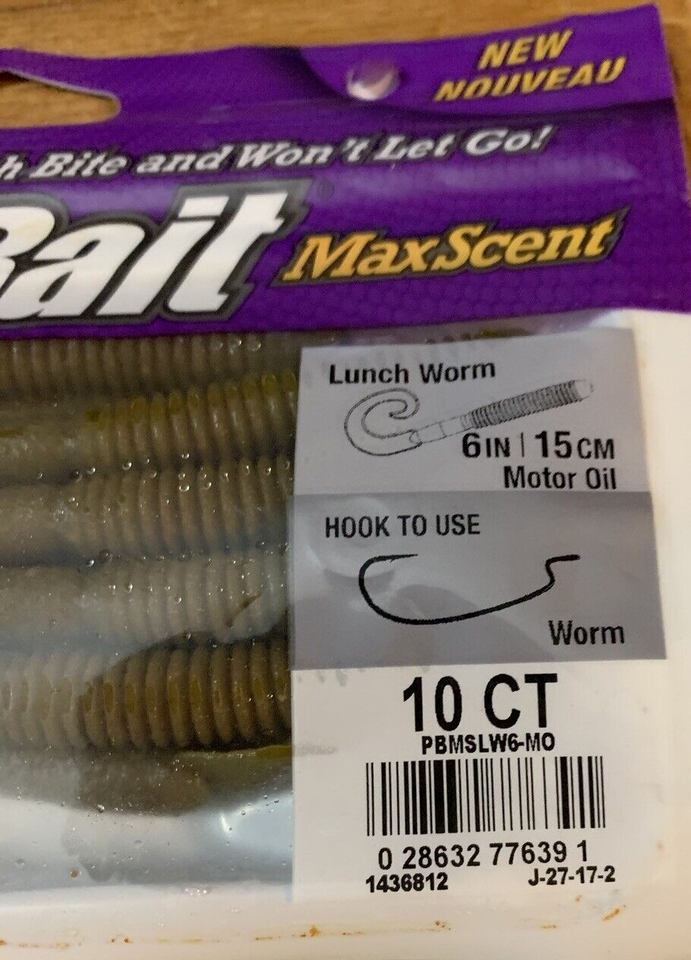 NEW
NOUVEAU
h Bite and Won't Let Go!
Bait® MaxScent
Lunch Worm
6IN | 15CM
Motor Oil
HOOK TO USE
Worm
10 CT
PBMSLW6-MO
0 28632 77639 1
1436812 J-27-17-2